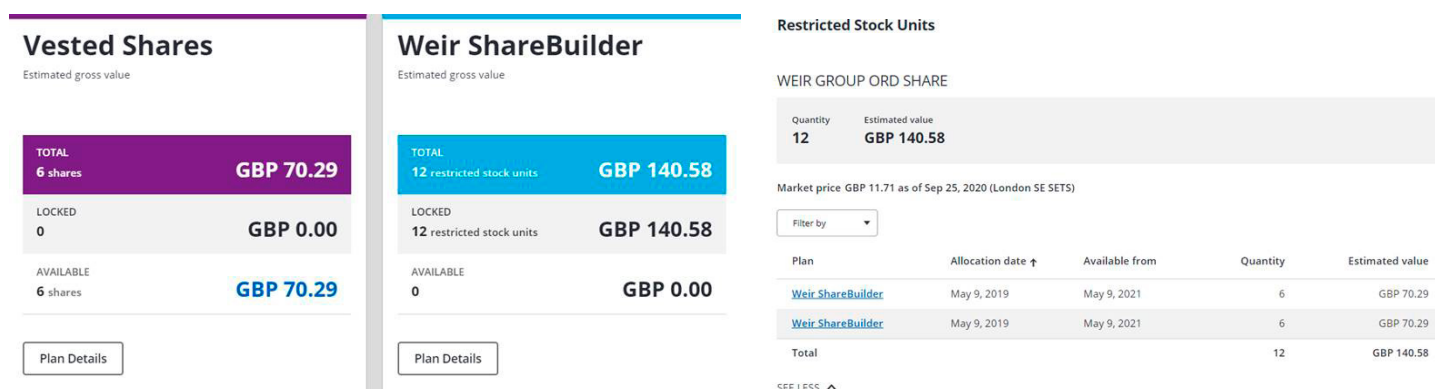 Vested Shares
Estimated gross value
TOTAL
6 shares GBP 70.29
LOCKED
0 GBP 0.00
AVAILABLE
6 shares GBP 70.29
Plan Details
Weir ShareBuilder
Estimated gross value
TOTAL
12 restricted stock units GBP 140.58
LOCKED
12 restricted stock units GBP 140.58
AVAILABLE
0 GBP 0.00
Plan Details
Restricted Stock Units
WEIR GROUP ORD SHARE
Quantity Estimated value
12 GBP 140.58
Market price GBP 11.71 as of Sep 25, 2020 (London SE SETS)
Filter by
Plan Allocation date Available from Quantity Estimated value
Weir ShareBuilder May 9, 2019 May 9, 2021 6 GBP 70.29
Weir ShareBuilder May 9, 2019 May 9, 2021 6 GBP 70.29
Total 12 GBP 140.58
SEE LESS